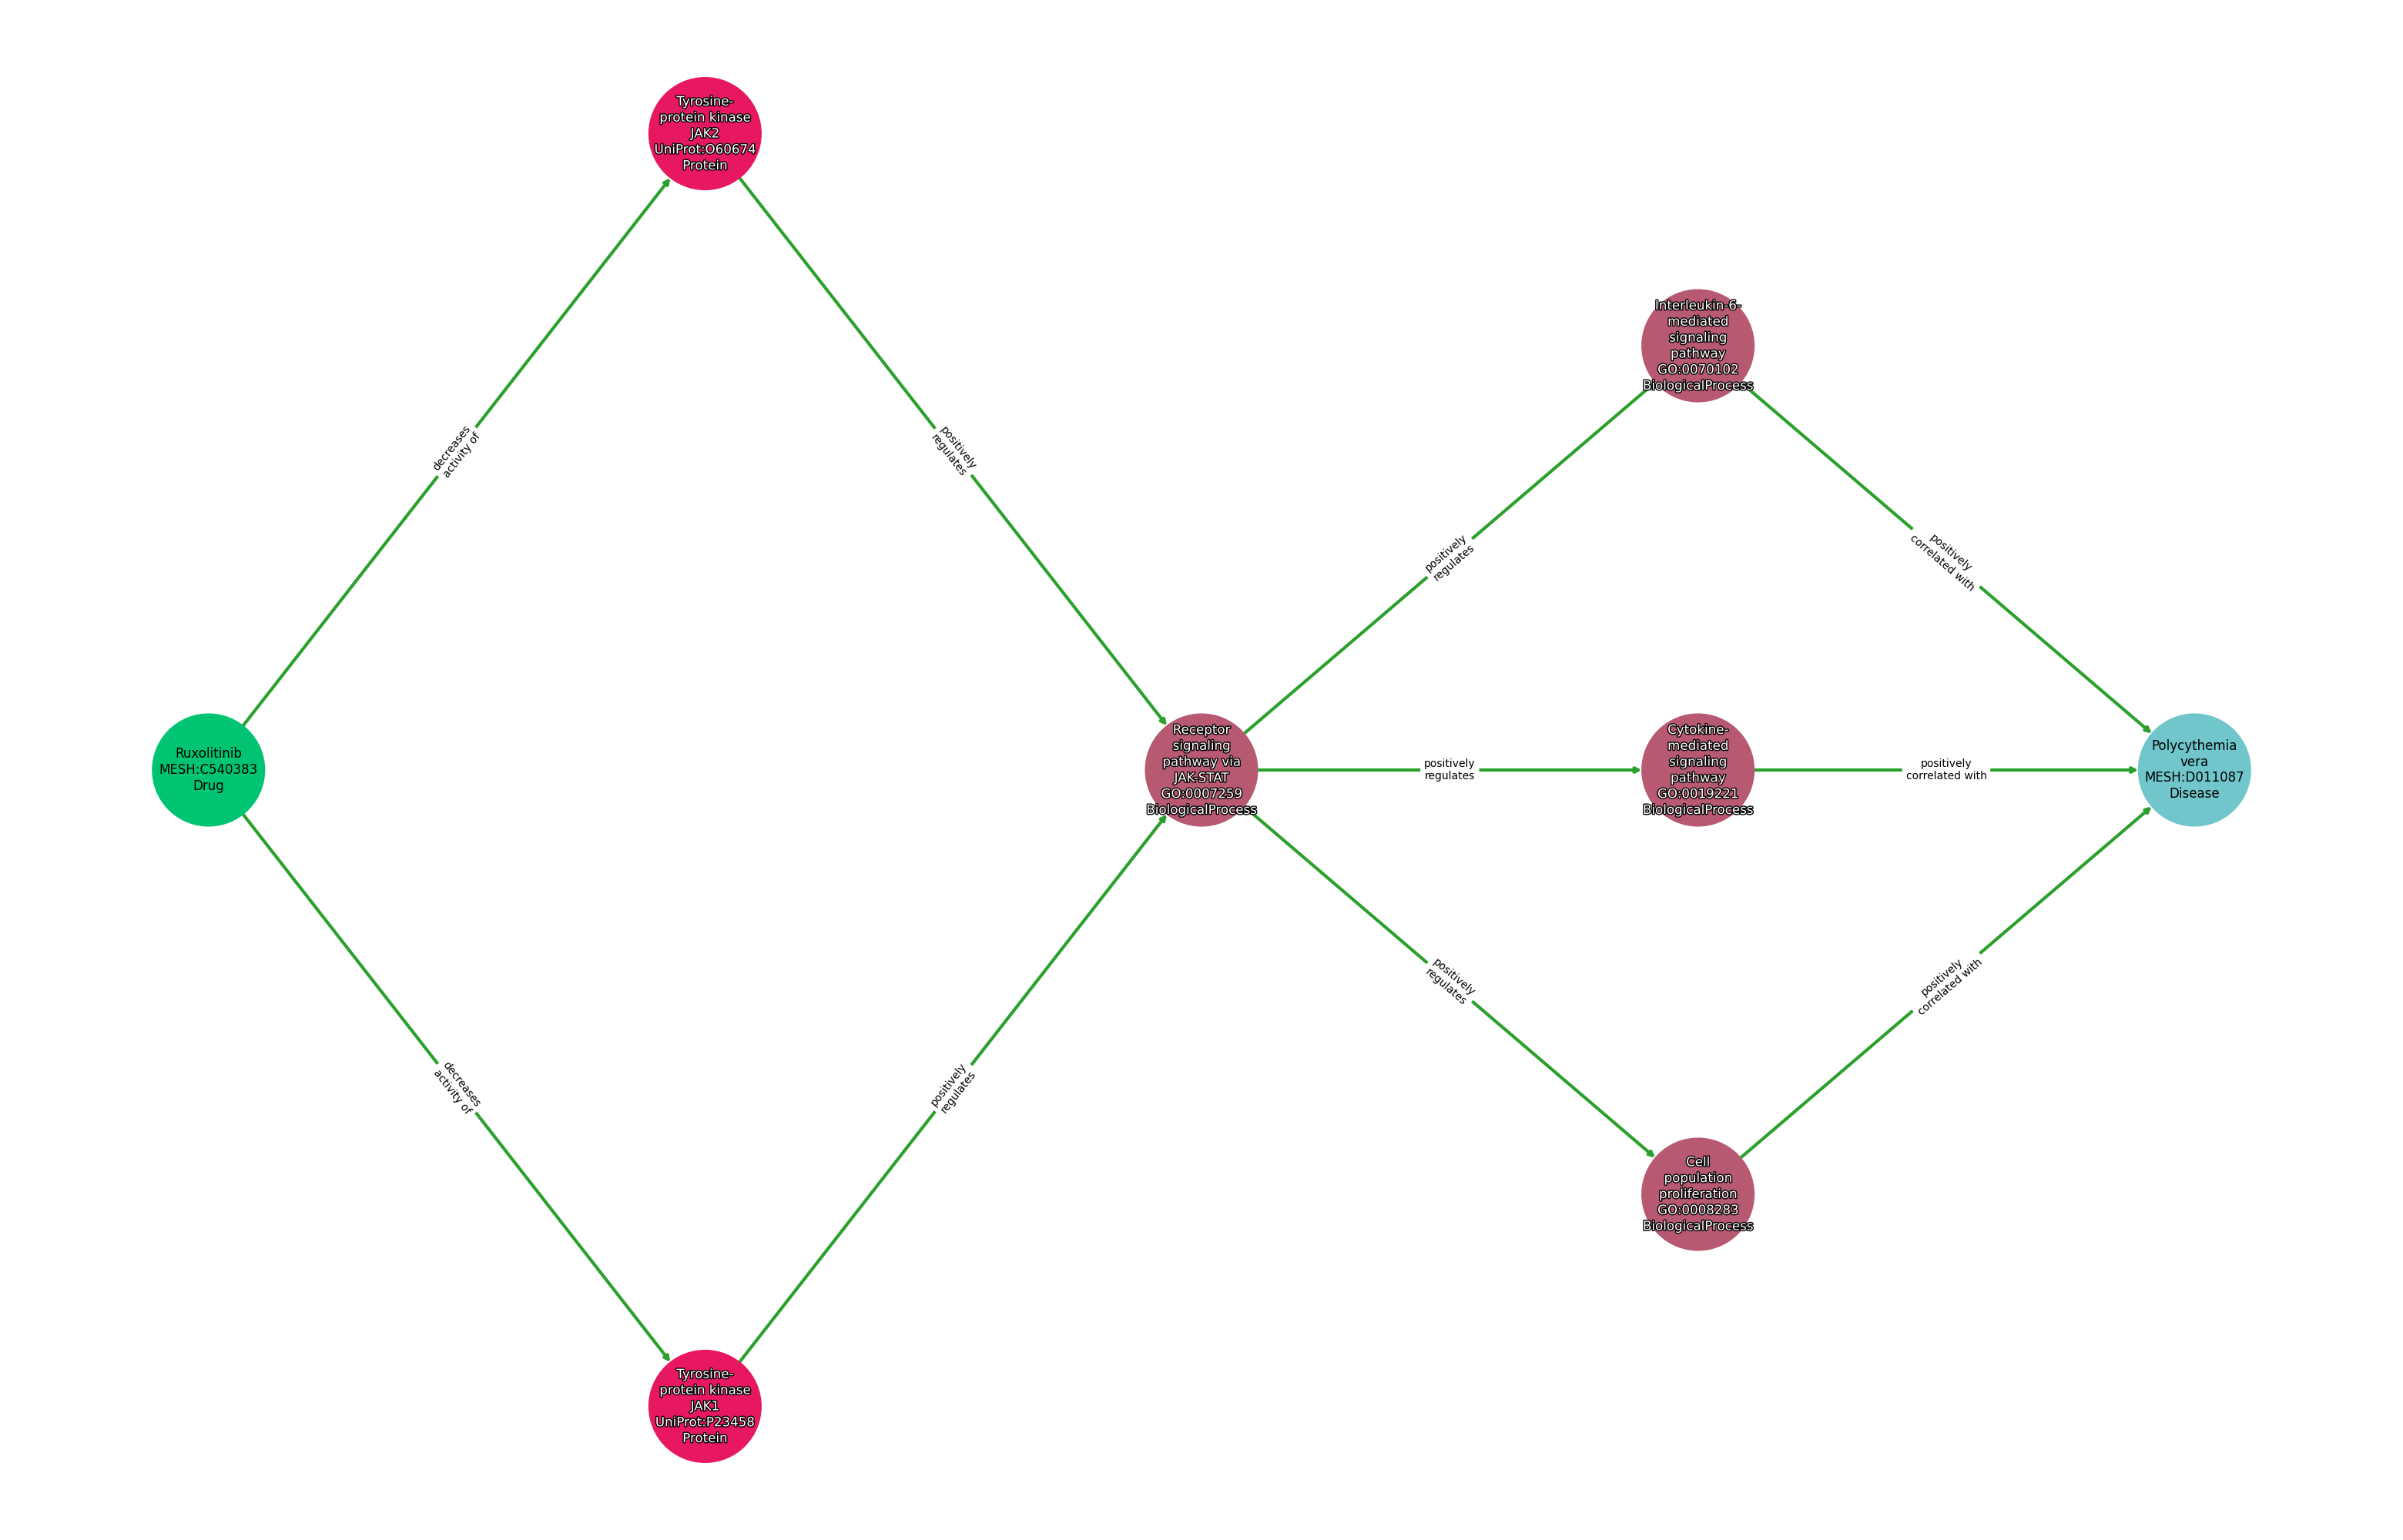 Tyrosine-
protein kinase
JAK2
UniProt:O60674
Protein
Interleukin-6-
mediated
signaling
pathway
GO:0070102
BiologicalProcess
decreases
activity of
positively
regulates
positively
regulates
positively
correlated with
Ruxolitinib
MESH:C540383
Drug
Receptor
signaling
pathway via
JAK-STAT
GO:0007259
BiologicalProcess
positively
regulates
Cytokine-
mediated
signaling
pathway
GO:0019221
BiologicalProcess
positively
correlated with
Polycythemia
vera
MESH:D011087
Disease
positively
regulates
positively
correlated with
decreases
activity of
positively
regulates
Cell
population
proliferation
GO:0008283
BiologicalProcess
Tyrosine-
protein kinase
JAK1
UniProt:P23458
Protein